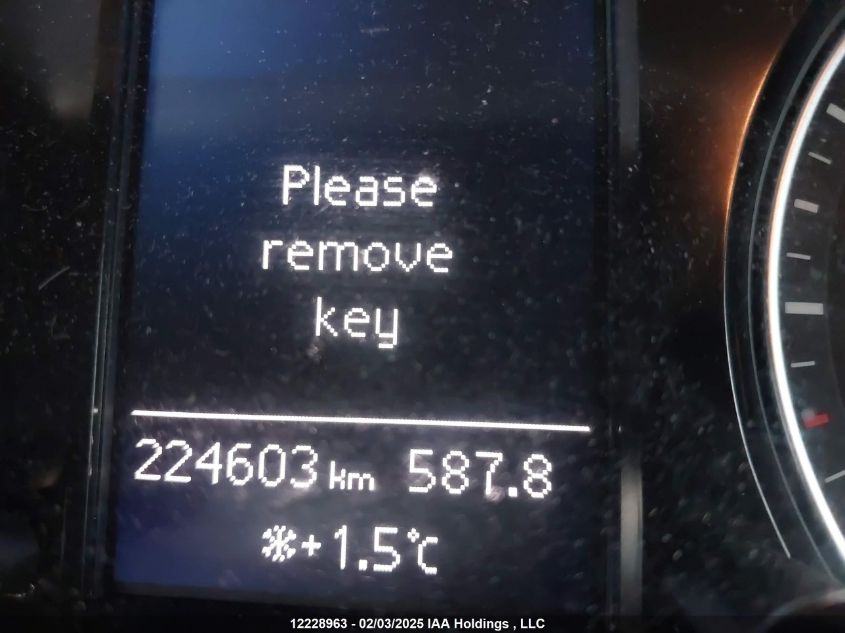 Please
remove
key
224603 km 587.8
+1.5°C
12228963 - 02/03/2025 IAA Holdings , LLC